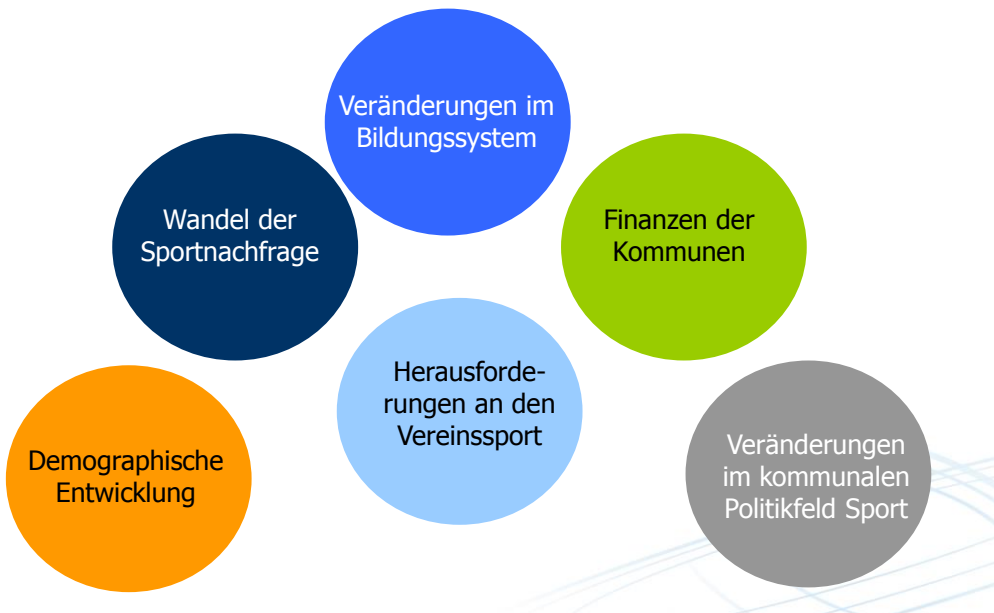 Veränderungen im
Bildungssystem
Wandel der
Sportnachfrage
Finanzen der
Kommunen
Herausforde-
rungen an den
Vereinssport
Demographische
Entwicklung
Veränderungen
im kommunalen
Politikfeld Sport